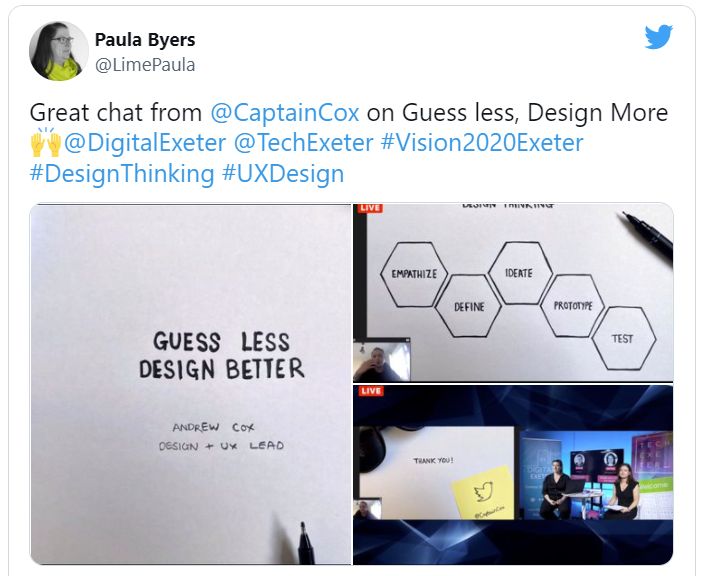 Paula Byers
@LimePaula
Great chat from @CaptainCox on Guess less, Design More
🙌@DigitalExeter @TechExeter #Vision2020Exeter
#DesignThinking #UXDesign
GUESS LESS
DESIGN BETTER
ANDREW COX
DESIGN + UX LEAD
LIVE
DESIGN THINKING
EMPATHIZE
DEFINE
IDEATE
PROTOTYPE
TEST
LIVE
THANK YOU!
@CaptainCox
DIGITAL
EXETER
TECH
EXE
TER
Welcome